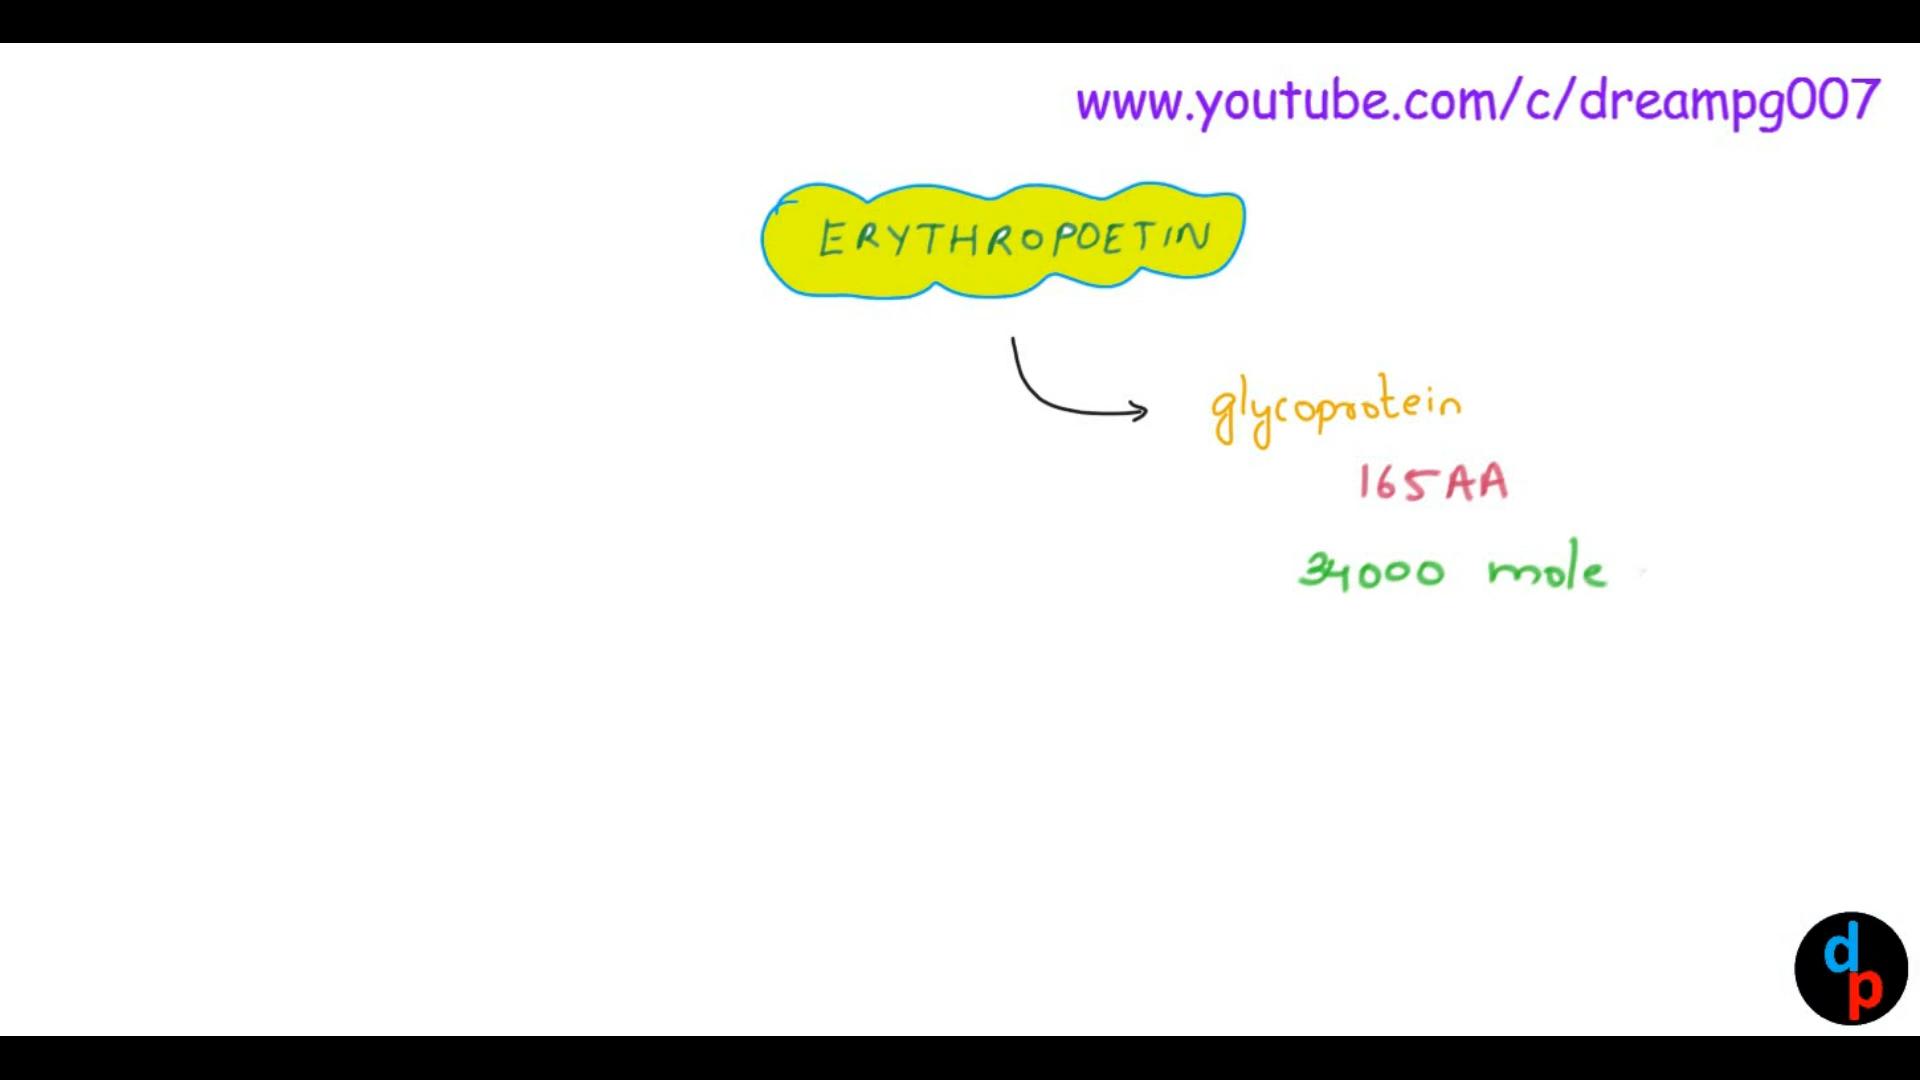 www.youtube.com/c/dreampg007
ERYTHROPOETIN
glycoprotein
165AA
34000 mole
dp